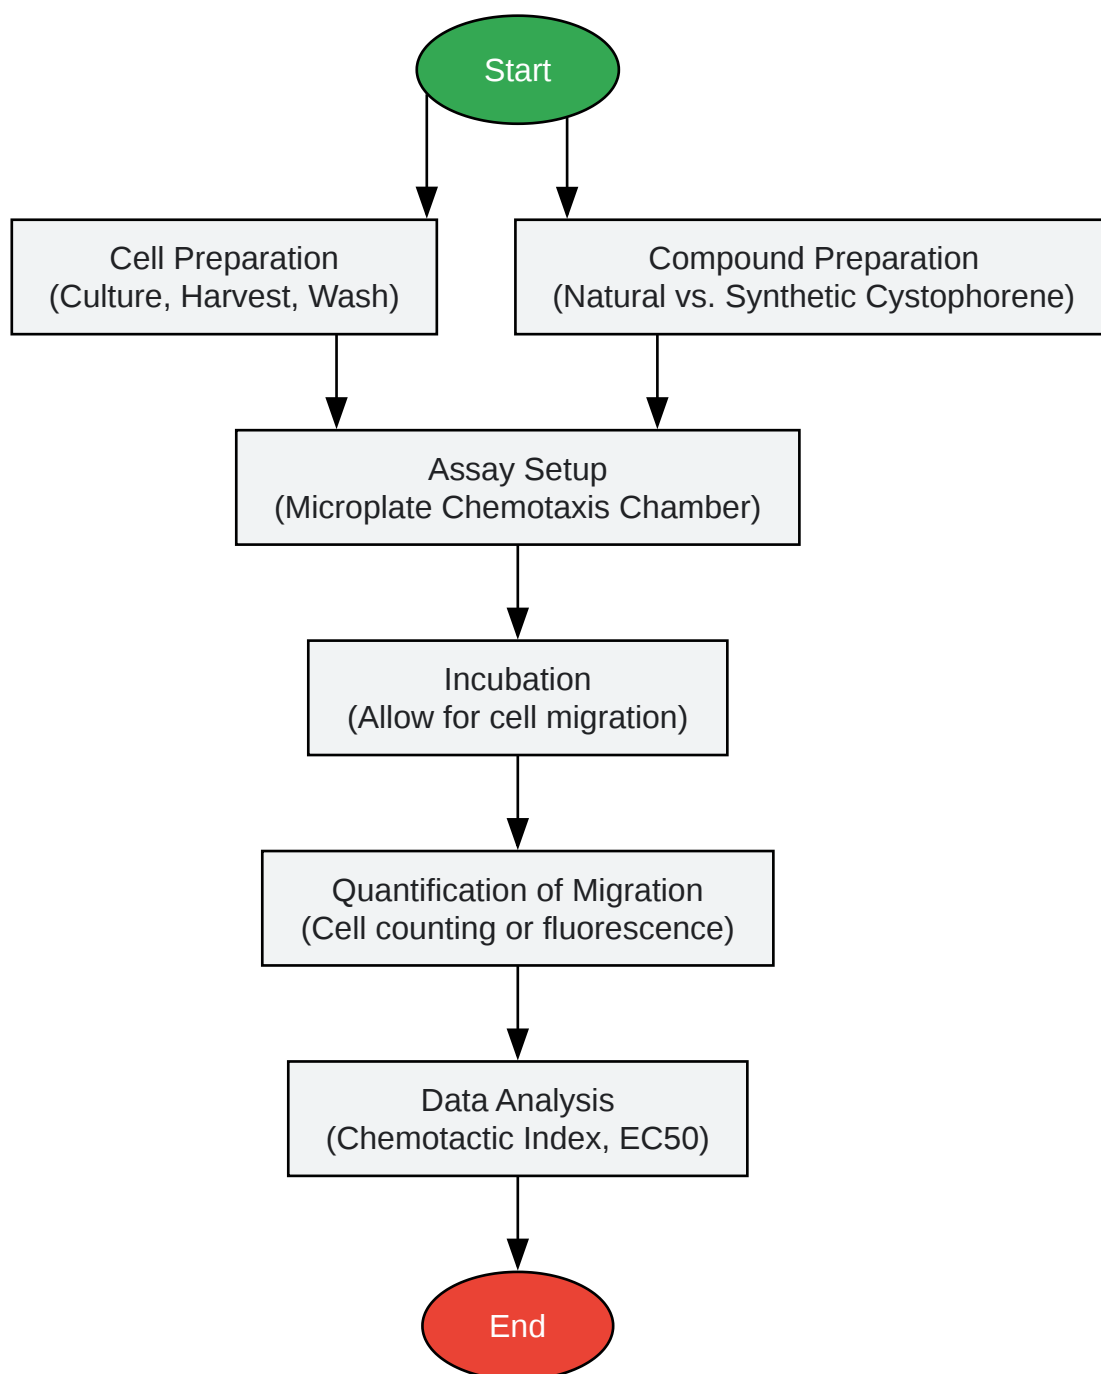 Start
Cell Preparation
(Culture, Harvest, Wash)
Compound Preparation
(Natural vs. Synthetic Cystophorene)
Assay Setup
(Microplate Chemotaxis Chamber)
Incubation
(Allow for cell migration)
Quantification of Migration
(Cell counting or fluorescence)
Data Analysis
(Chemotactic Index, EC50)
End